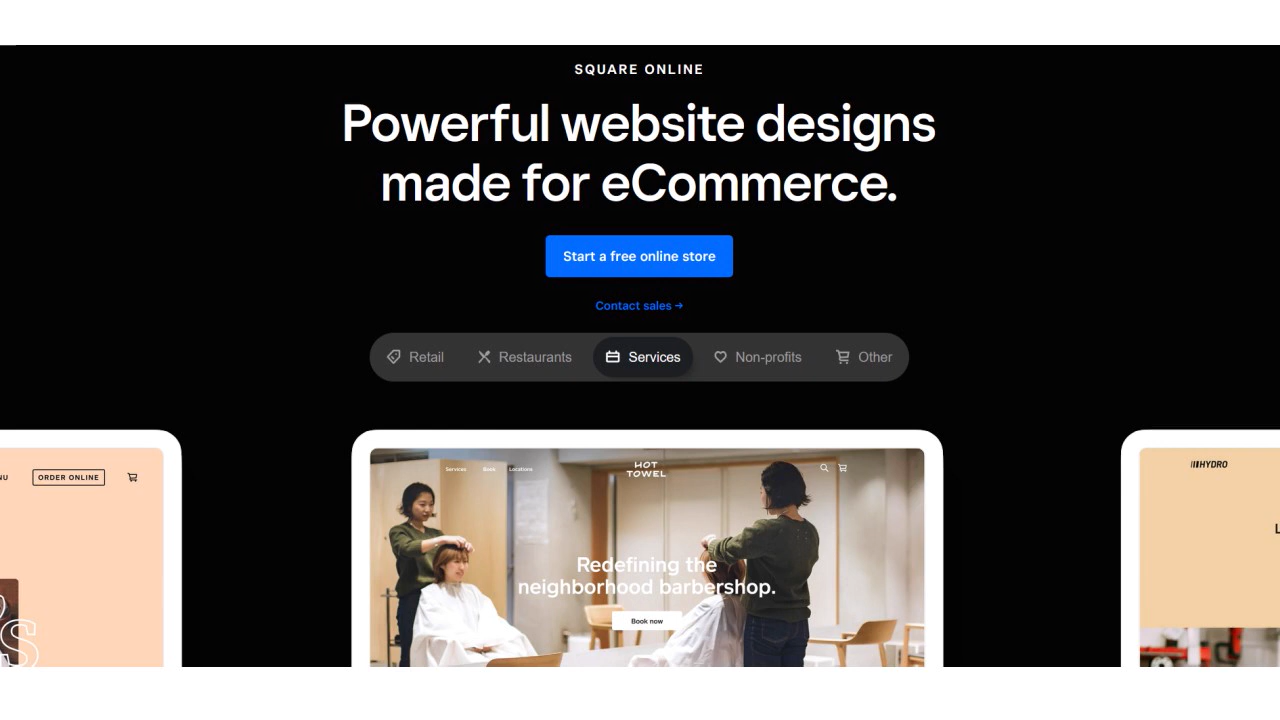 SQUARE ONLINE
Powerful website designs
made for eCommerce.
Start a free online store
Contact sales →
Retail Restaurants Services Non-profits Other
ORDER ONLINE
Services Book Locations
HOT
TOWEL
Redefining the
neighborhood barbershop.
Book now
HYDRO